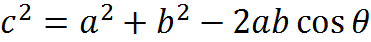 c² = a² + b² − 2ab cos θ